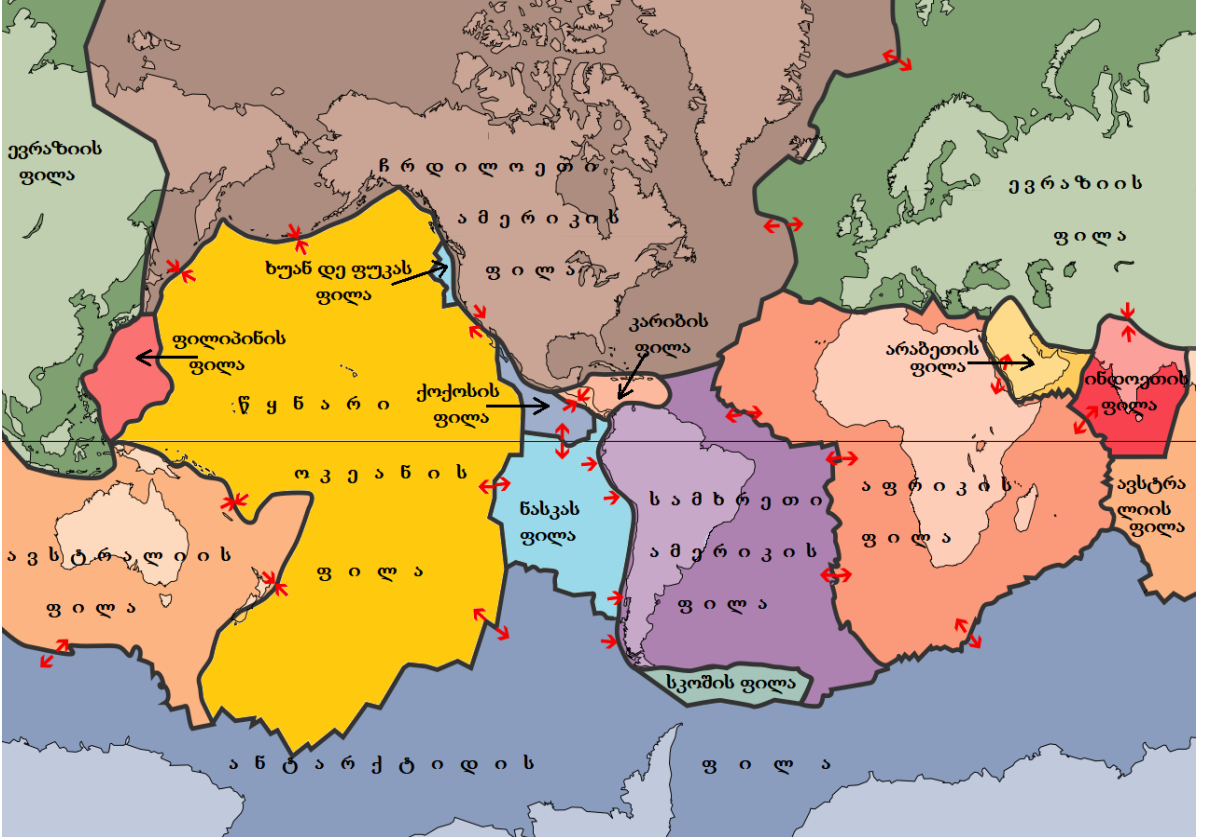 ევრაზიის
ფილა
ჩრდილოეთი
ამერიკის
ფილა
ევრაზიის
ფილა
ხუან დე ფუკას
ფილა
ფილიპინის
ფილა
კარიბის
ფილა
არაბეთის
ფილა
ინდოეთის
ფილა
ქოქოსის
ფილა
წყნარი
ოკეანის
ფილა
ნასკას
ფილა
სამხრეთი
ამერიკის
ფილა
აფრიკის
ფილა
ავსტრა
ლიის
ფილა
ავსტრალიის
ფილა
სკოშის ფილა
ანტარქტიდის ფილა